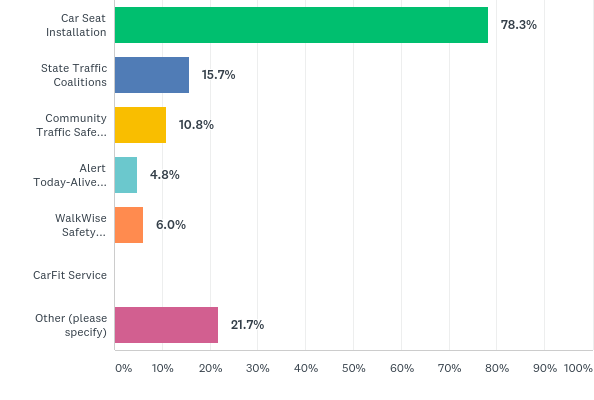 Car Seat
Installation
78.3%
State Traffic
Coalitions
15.7%
Community
Traffic Safe...
10.8%
Alert
Today-Alive...
4.8%
WalkWise
Safety...
6.0%
CarFit Service
Other (please
specify)
21.7%
0% 10% 20% 30% 40% 50% 60% 70% 80% 90% 100%